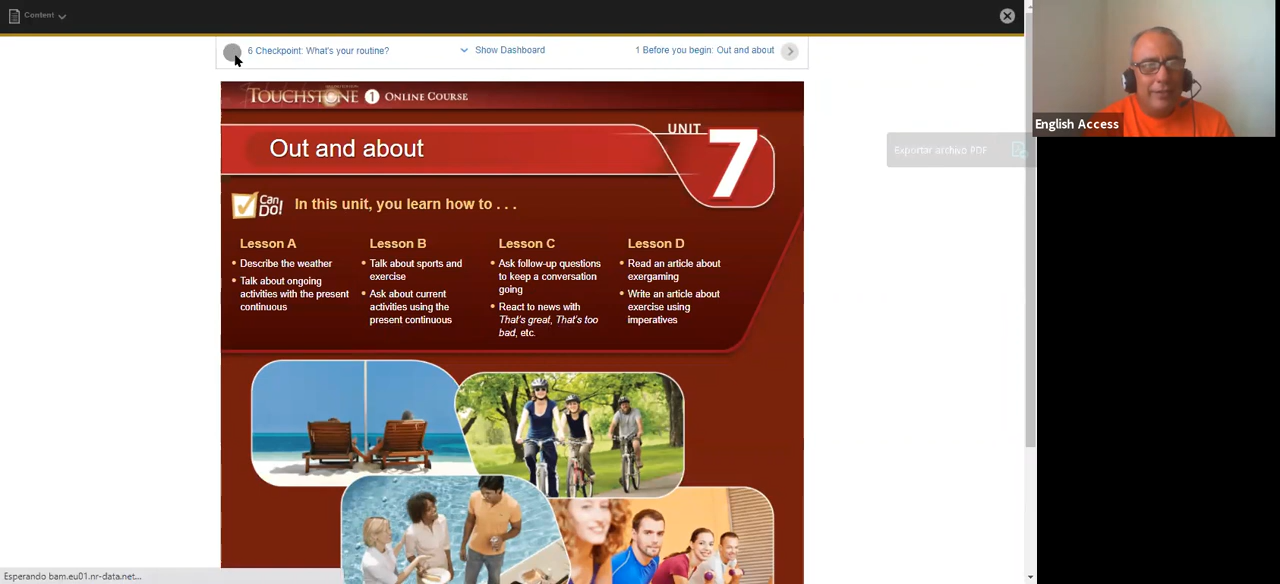 Content
6 Checkpoint: What's your routine?
Show Dashboard
1 Before you begin: Out and about
TOUCHSTONE 1 ONLINE COURSE
Out and about
UNIT 7
Can Do!
In this unit, you learn how to . . .
Lesson A
• Describe the weather
• Talk about ongoing
activities with the present
continuous
Lesson B
• Talk about sports and
exercise
• Ask about current
activities using the
present continuous
Lesson C
• Ask follow-up questions
to keep a conversation
going
• React to news with
That's great, That's too
bad, etc.
Lesson D
• Read an article about
exergaming
• Write an article about
exercise using
imperatives
Exportar archivo PDF
English Access
Esperando bam.eu01.nr-data.net...